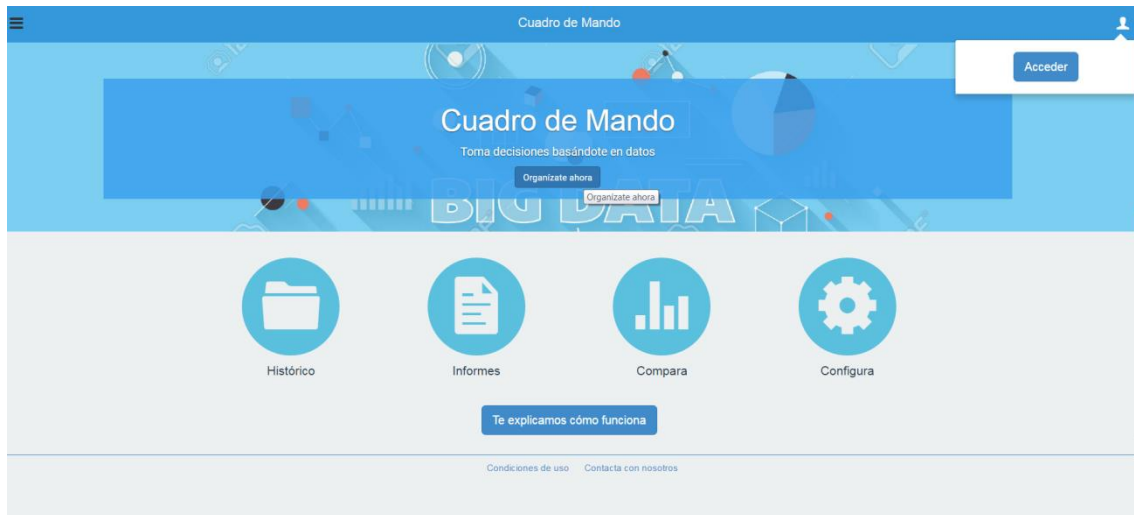 Cuadro de Mando
Acceder
Cuadro de Mando
Toma decisiones basándote en datos
Organízate ahora
Organízate ahora
BIG DATA
Histórico
Informes
Compara
Configura
Te explicamos cómo funciona
Condiciones de uso
Contacta con nosotros